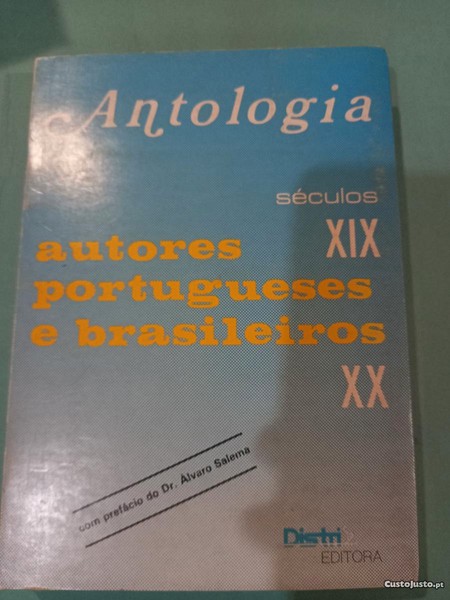 Antologia
séculos
XIX
autores
portugueses
e brasileiros
XX
com prefácio do Dr. Álvaro Salema
Distri
EDITORA
CustoJusto.pt